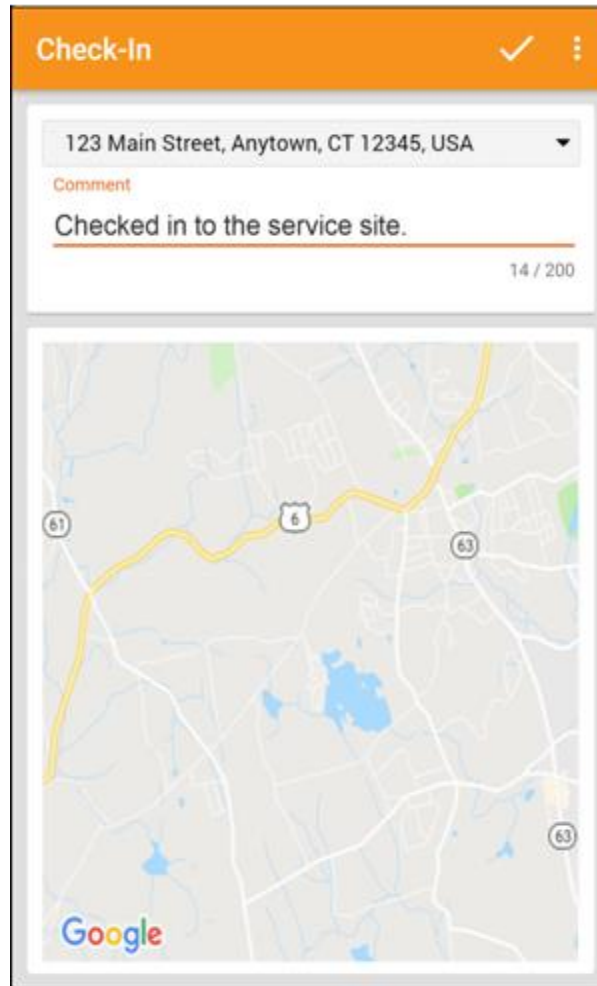 Check-In
123 Main Street, Anytown, CT 12345, USA
Comment
Checked in to the service site.
14 / 200
61
6
63
63
Google